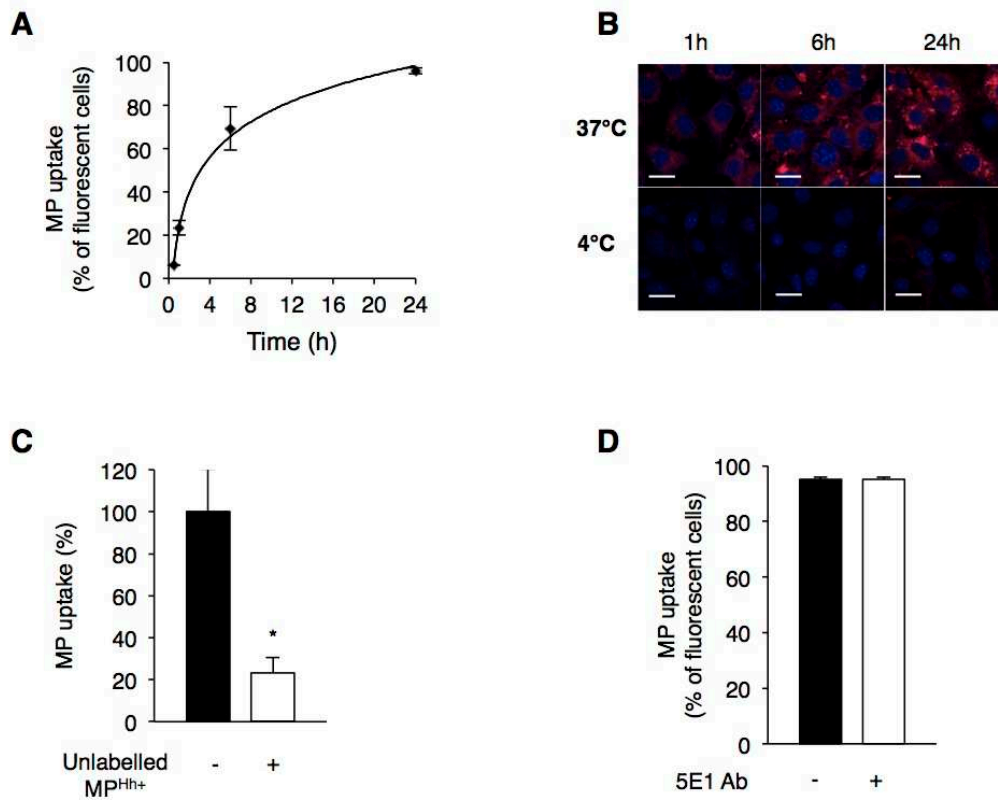 A
100
80
60
40
20
0
0 4 8 12 16 20 24
Time (h)
MP uptake
(% of fluorescent cells)
B
1h 6h 24h
37°C
4°C
C
120
100
80
60
40
20
0
MP uptake (%)
*
Unlabelled - +
MP^Hh+
D
100
80
60
40
20
0
MP uptake
(% of fluorescent cells)
5E1 Ab - +